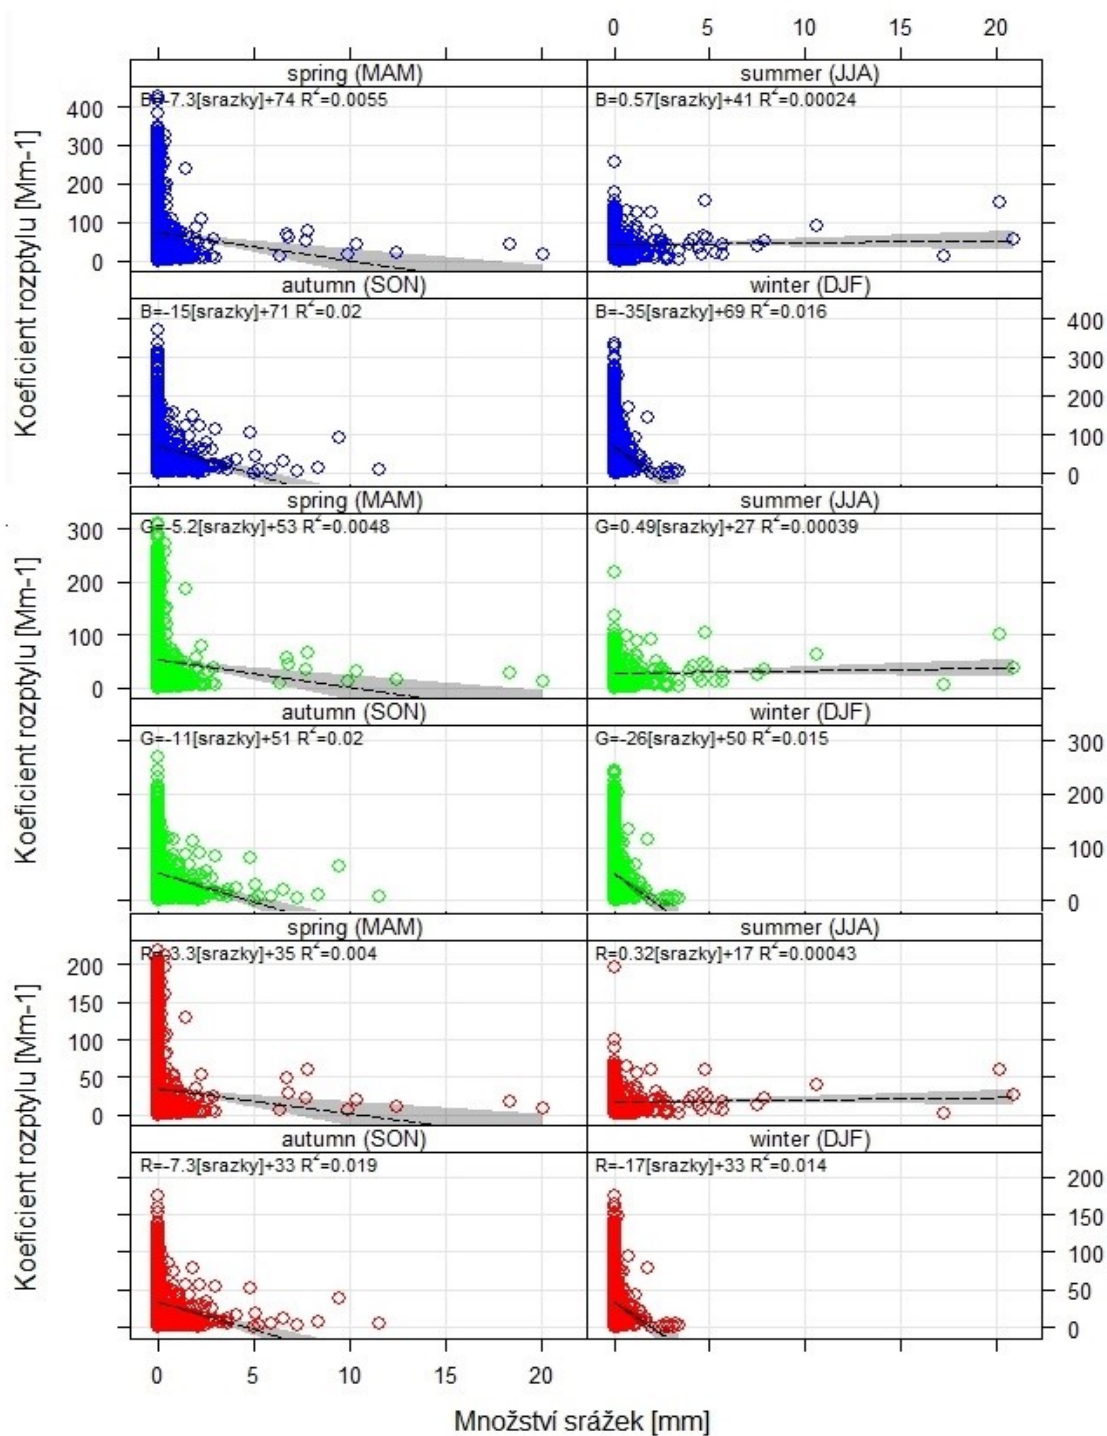 0 5 10 15 20
spring (MAM) summer (JJA)
B=-7.3[srazky]+74 R²=0.0055 B=0.57[srazky]+41 R²=0.00024
400
300
200
100
0
Koeficient rozptylu [Mm-1]
autumn (SON) winter (DJF)
B=-15[srazky]+71 R²=0.02 B=-35[srazky]+69 R²=0.016
400
300
200
100
0
spring (MAM) summer (JJA)
G=-5.2[srazky]+53 R²=0.0048 G=0.49[srazky]+27 R²=0.00039
300
200
100
0
Koeficient rozptylu [Mm-1]
autumn (SON) winter (DJF)
G=-11[srazky]+51 R²=0.02 G=-26[srazky]+50 R²=0.015
300
200
100
0
spring (MAM) summer (JJA)
R=-3.3[srazky]+35 R²=0.004 R=0.32[srazky]+17 R²=0.00043
200
150
100
50
0
Koeficient rozptylu [Mm-1]
autumn (SON) winter (DJF)
R=-7.3[srazky]+33 R²=0.019 R=-17[srazky]+33 R²=0.014
200
150
100
50
0
0 5 10 15 20
Množství srážek [mm]